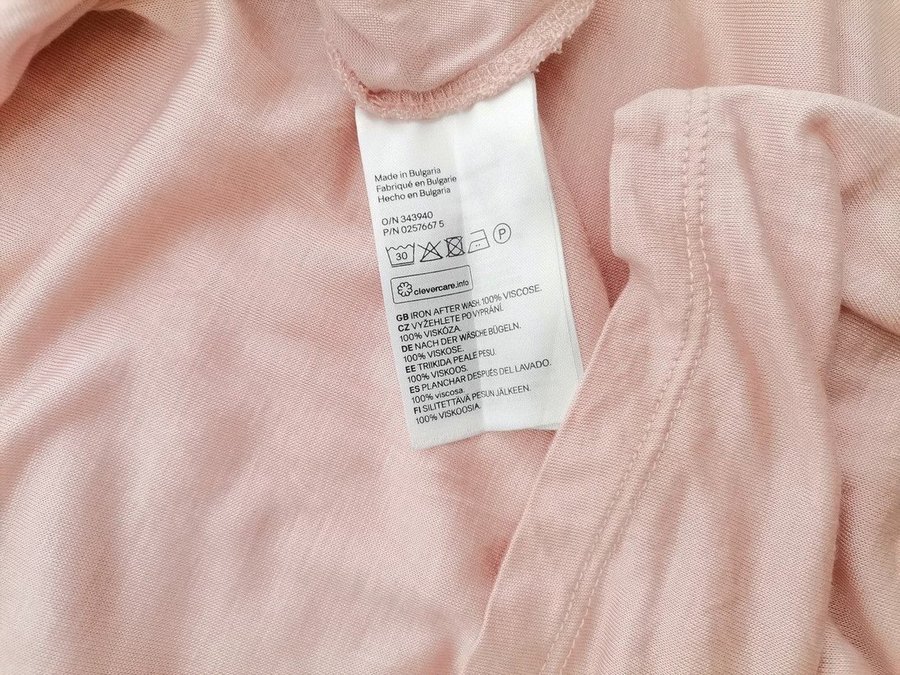 Made in Bulgaria
Fabriqué en Bulgarie
Hecho en Bulgaria
O/N 343940
P/N 0257667 5
30 P
clevercare.info
GB IRON AFTER WASH. 100% VISCOSE.
CZ VYŽEHLETE PO VYPRÁNÍ.
100% VISKÓZA.
DE NACH DER WÄSCHE BÜGELN.
100% VISKOSE.
EE TRIIKIDA PEALE PESU.
100% VISKOOS.
ES PLANCHAR DESPUÉS DEL LAVADO.
100% viscosa.
FI SILITETTÄVÄ PESUN JÄLKEEN.
100% VISKOOSIA.